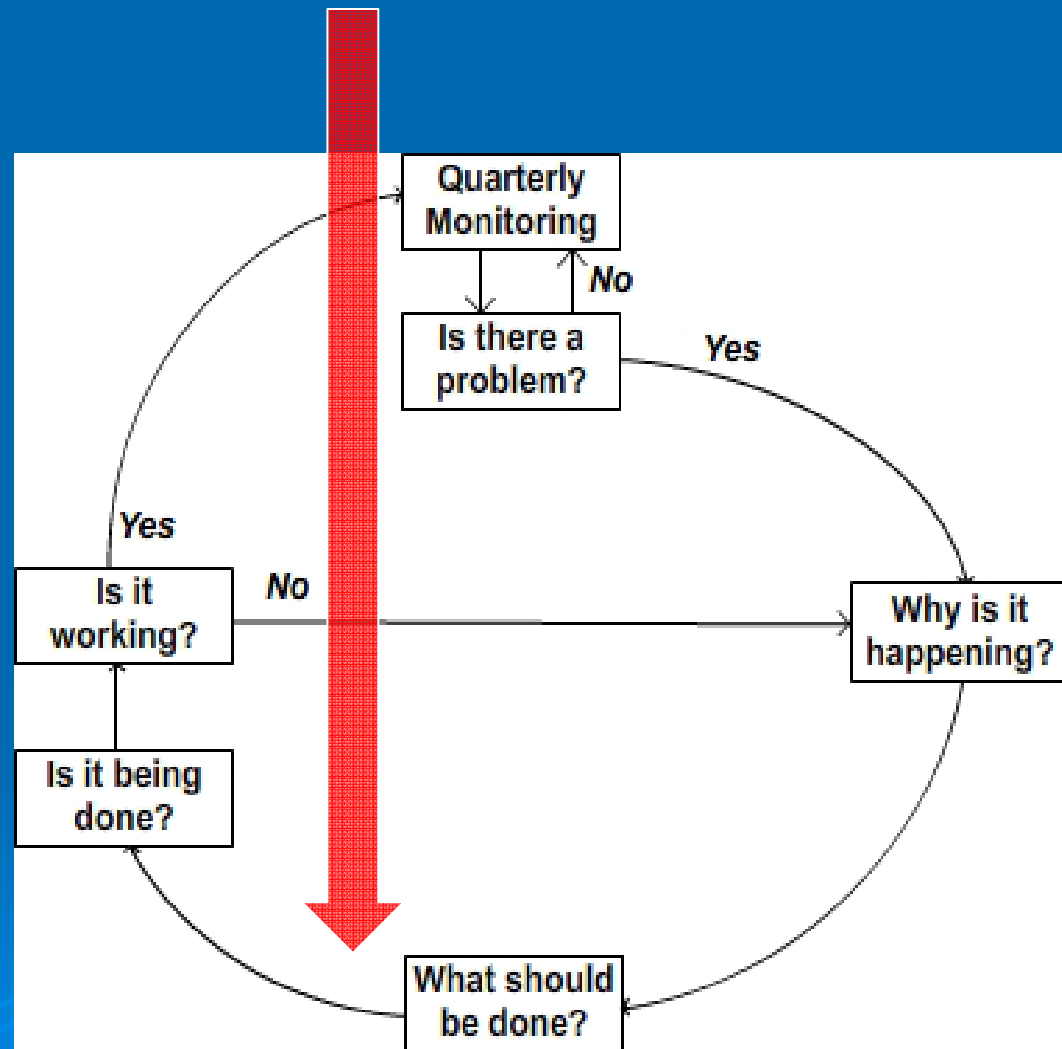 Quarterly
Monitoring
No
Is there a
problem?
Yes
Yes
Is it
working?
No
Why is it
happening?
Is it being
done?
What should
be done?